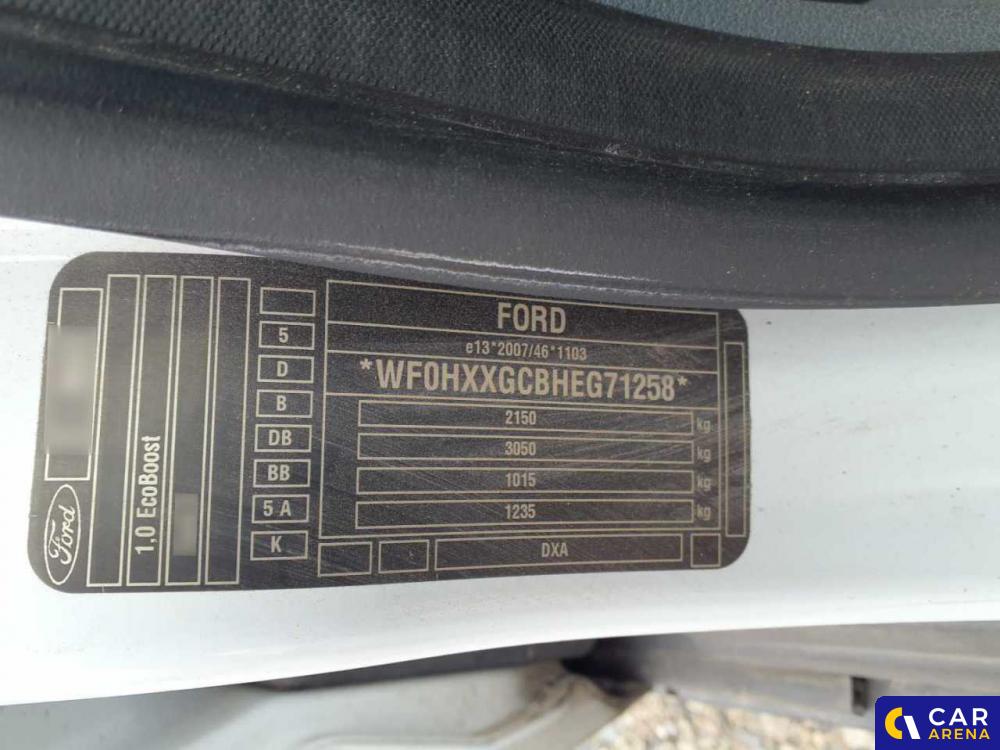 Ford
1,0 EcoBoost
5
D
B
DB
BB
5 A
K
FORD
e13*2007/46*1103
*WF0HXXGCBHEG71258*
2150 kg
3050 kg
1015 kg
1235 kg
DXA
CAR
ARENA